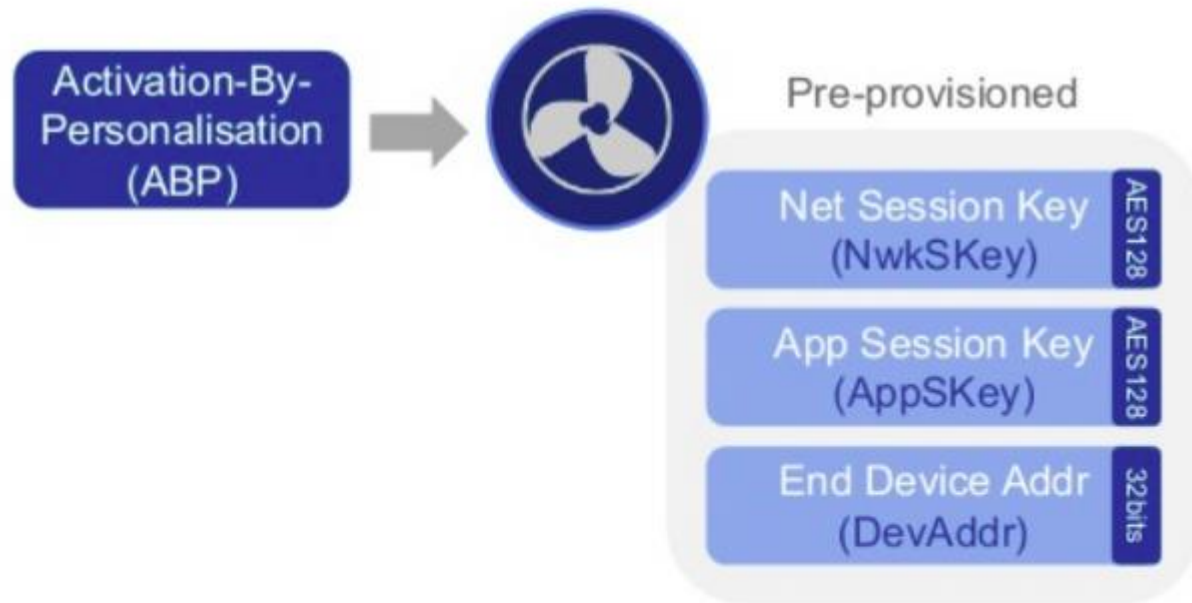 Activation-By-
Personalisation
(ABP)
Pre-provisioned
Net Session Key
(NwkSKey)
AES128
App Session Key
(AppSKey)
AES128
End Device Addr
(DevAddr)
32bits